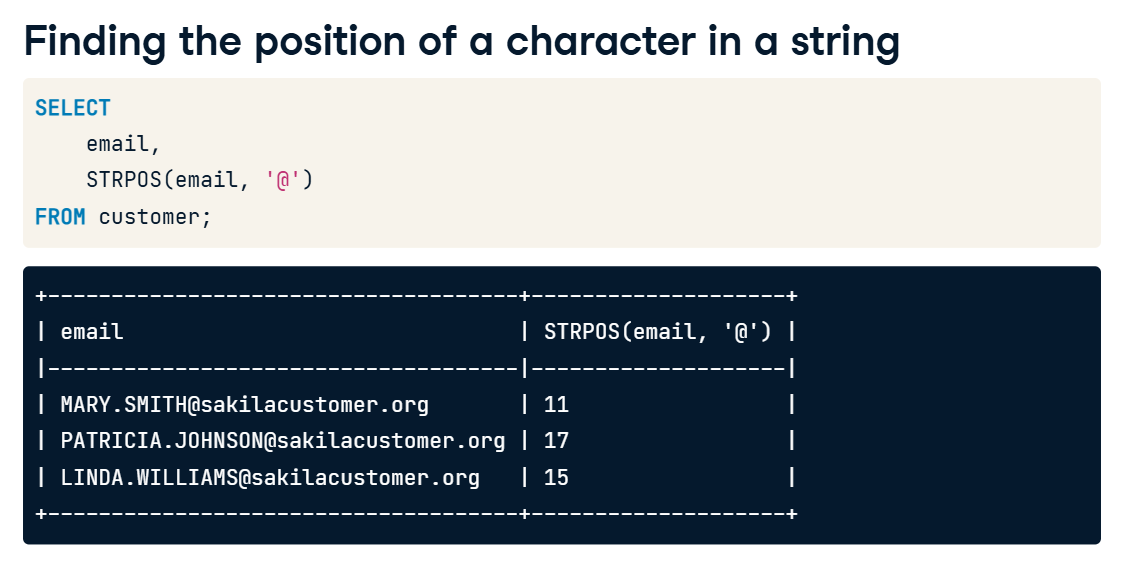 Finding the position of a character in a string
SELECT
    email,
    STRPOS(email, '@')
FROM customer;
+-------------------------------------+--------------------+
| email                               | STRPOS(email, '@') |
|-------------------------------------|--------------------|
| MARY.SMITH@sakilacustomer.org       | 11                 |
| PATRICIA.JOHNSON@sakilacustomer.org | 17                 |
| LINDA.WILLIAMS@sakilacustomer.org   | 15                 |
+-------------------------------------+--------------------+